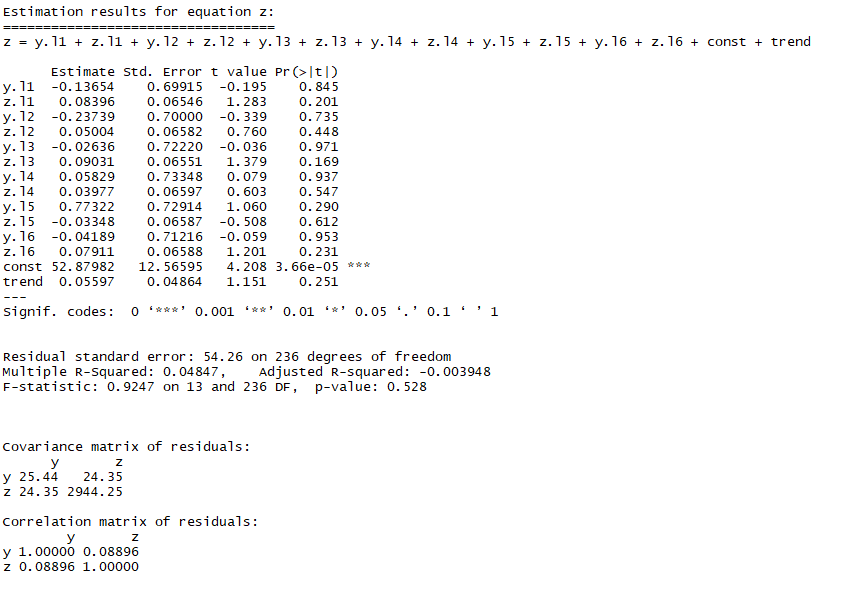 Estimation results for equation z:
==================================
z = y.l1 + z.l1 + y.l2 + z.l2 + y.l3 + z.l3 + y.l4 + z.l4 + y.l5 + z.l5 + y.l6 + z.l6 + const + trend
Estimate Std. Error t value Pr(>|t|)
y.l1 -0.13654 0.69915 -0.195 0.845
z.l1 0.08396 0.06546 1.283 0.201
y.l2 -0.23739 0.70000 -0.339 0.735
z.l2 0.05004 0.06582 0.760 0.448
y.l3 -0.02636 0.72220 -0.036 0.971
z.l3 0.09031 0.06551 1.379 0.169
y.l4 0.05829 0.73348 0.079 0.937
z.l4 0.03977 0.06597 0.603 0.547
y.l5 0.77322 0.72914 1.060 0.290
z.l5 -0.03348 0.06587 -0.508 0.612
y.l6 -0.04189 0.71216 -0.059 0.953
z.l6 0.07911 0.06588 1.201 0.231
const 52.87982 12.56595 4.208 3.66e-05 ***
trend 0.05597 0.04864 1.151 0.251
---
Signif. codes: 0 ‘***’ 0.001 ‘**’ 0.01 ‘*’ 0.05 ‘.’ 0.1 ‘ ’ 1
Residual standard error: 54.26 on 236 degrees of freedom
Multiple R-Squared: 0.04847, Adjusted R-squared: -0.003948
F-statistic: 0.9247 on 13 and 236 DF, p-value: 0.528
Covariance matrix of residuals:
y z
y 25.44 24.35
z 24.35 2944.25
Correlation matrix of residuals:
y z
y 1.00000 0.08896
z 0.08896 1.00000